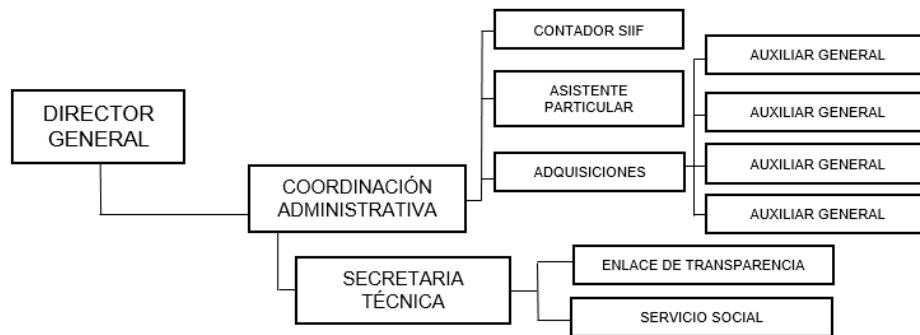 DIRECTOR
GENERAL
COORDINACIÓN
ADMINISTRATIVA
CONTADOR SIIF
ASISTENTE
PARTICULAR
ADQUISICIONES
AUXILIAR GENERAL
AUXILIAR GENERAL
AUXILIAR GENERAL
AUXILIAR GENERAL
SECRETARIA
TÉCNICA
ENLACE DE TRANSPARENCIA
SERVICIO SOCIAL